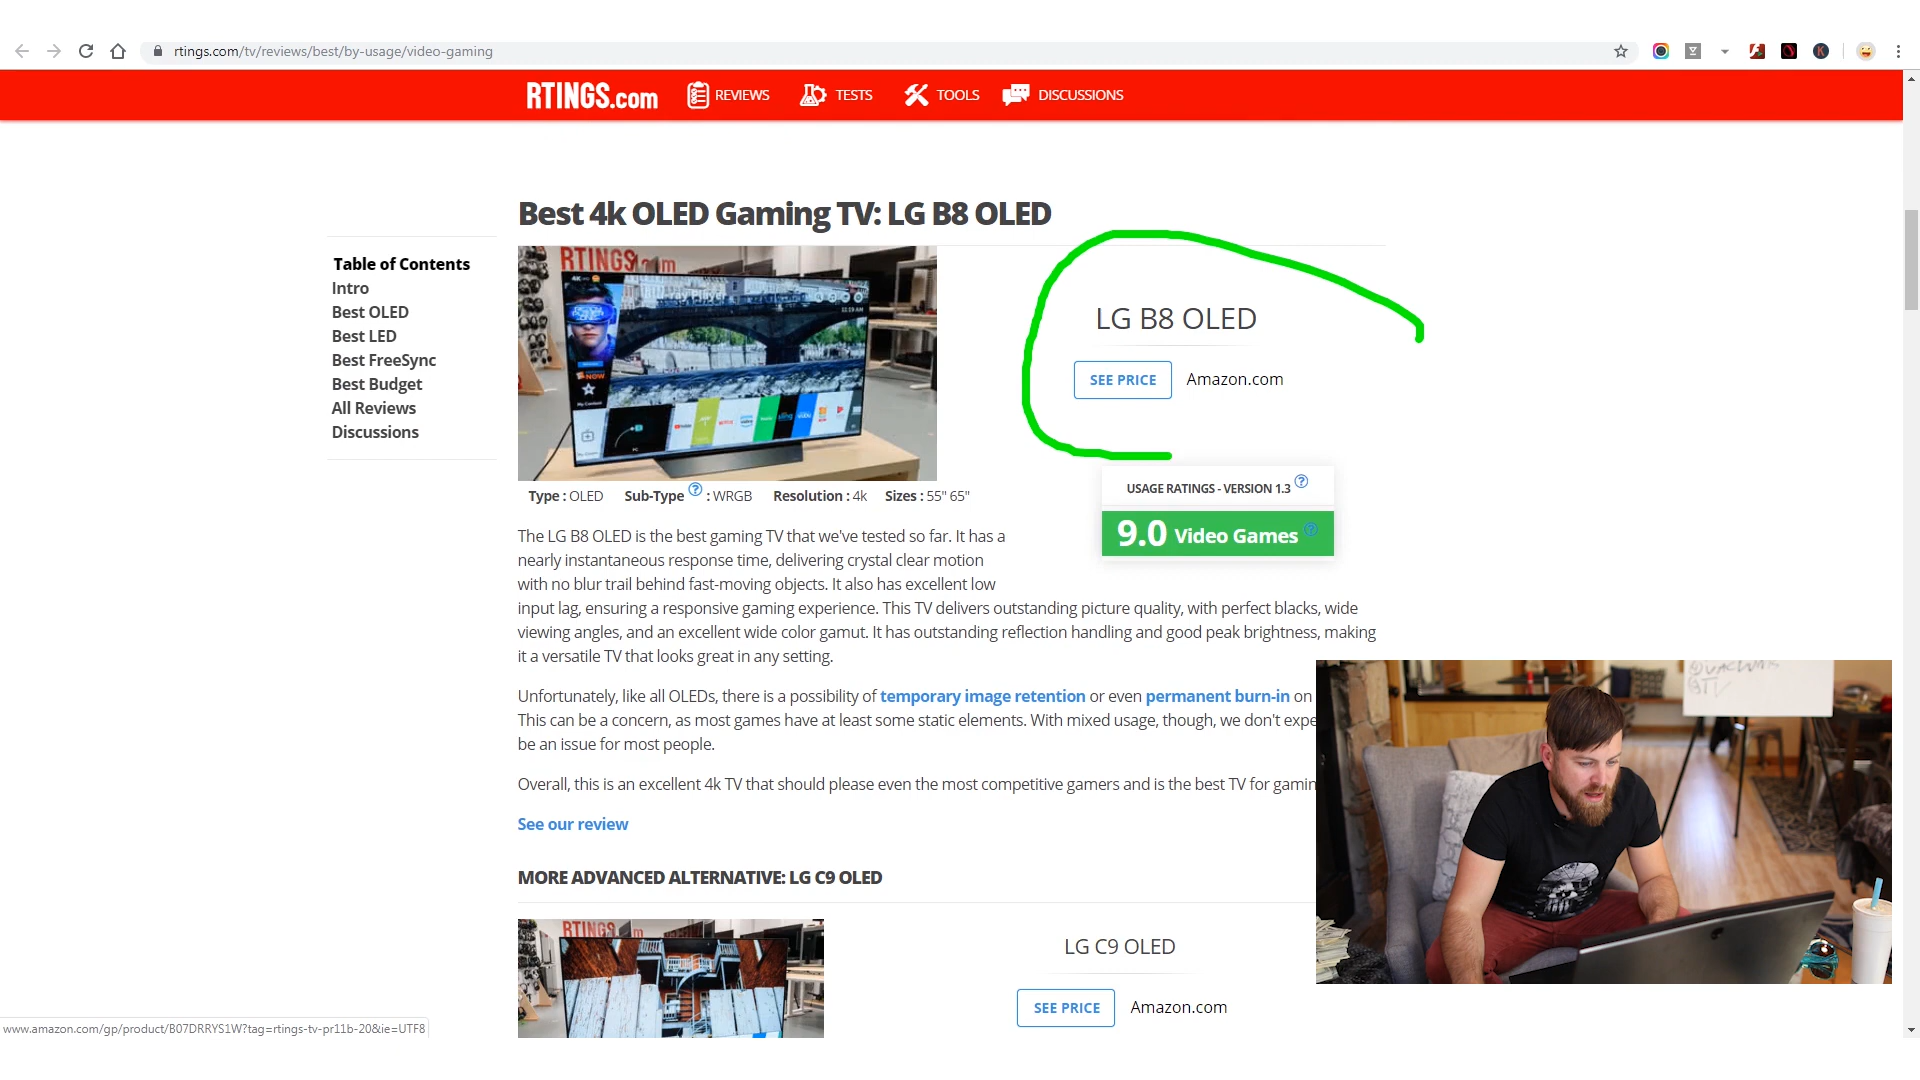 rtings.com/tv/reviews/best/by-usage/video-gaming
RTINGS.com REVIEWS TESTS TOOLS DISCUSSIONS
Best 4k OLED Gaming TV: LG B8 OLED
Table of Contents
Intro
Best OLED
Best LED
Best FreeSync
Best Budget
All Reviews
Discussions
RTINGS.com
LG B8 OLED
SEE PRICE Amazon.com
Type : OLED Sub-Type ? : WRGB Resolution : 4k Sizes : 55" 65"
USAGE RATINGS - VERSION 1.3 ?
9.0 Video Games ?
The LG B8 OLED is the best gaming TV that we've tested so far. It has a
nearly instantaneous response time, delivering crystal clear motion
with no blur trail behind fast-moving objects. It also has excellent low
input lag, ensuring a responsive gaming experience. This TV delivers outstanding picture quality, with perfect blacks, wide
viewing angles, and an excellent wide color gamut. It has outstanding reflection handling and good peak brightness, making
it a versatile TV that looks great in any setting.
Unfortunately, like all OLEDs, there is a possibility of temporary image retention or even permanent burn-in on
This can be a concern, as most games have at least some static elements. With mixed usage, though, we don't expe
be an issue for most people.
Overall, this is an excellent 4k TV that should please even the most competitive gamers and is the best TV for gamin
See our review
MORE ADVANCED ALTERNATIVE: LG C9 OLED
RTINGS.com
LG C9 OLED
SEE PRICE Amazon.com
www.amazon.com/gp/product/B07DRRYS1W?tag=rtings-tv-pr11b-20&ie=UTF8